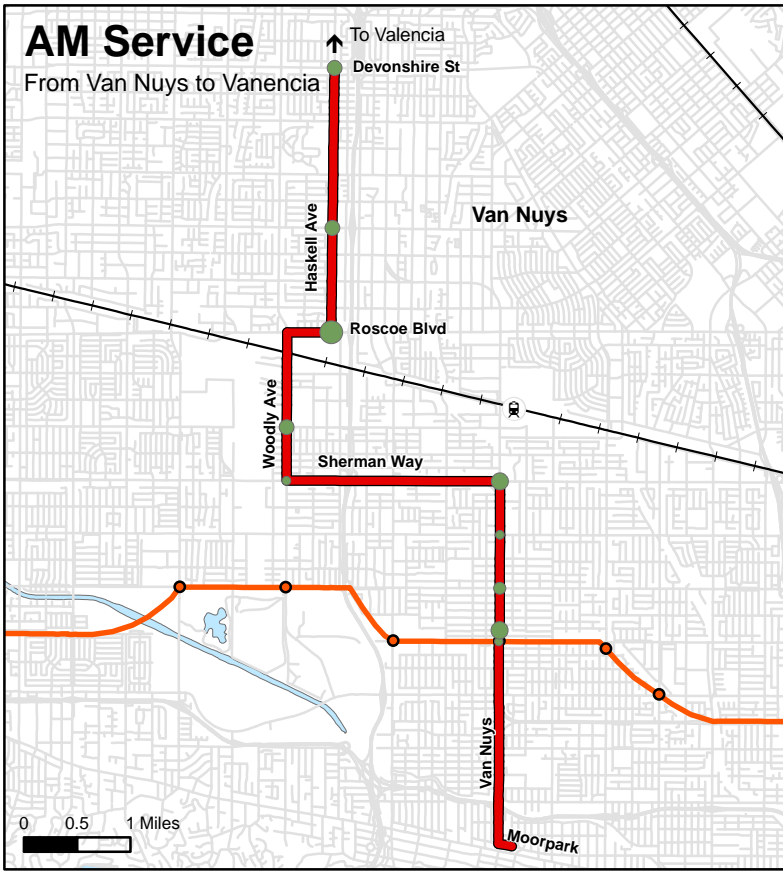 AM Service
From Van Nuys to Vanencia
To Valencia
Devonshire St
Haskell Ave
Van Nuys
Roscoe Blvd
Woodly Ave
Sherman Way
Van Nuys
Moorpark
0 0.5 1 Miles